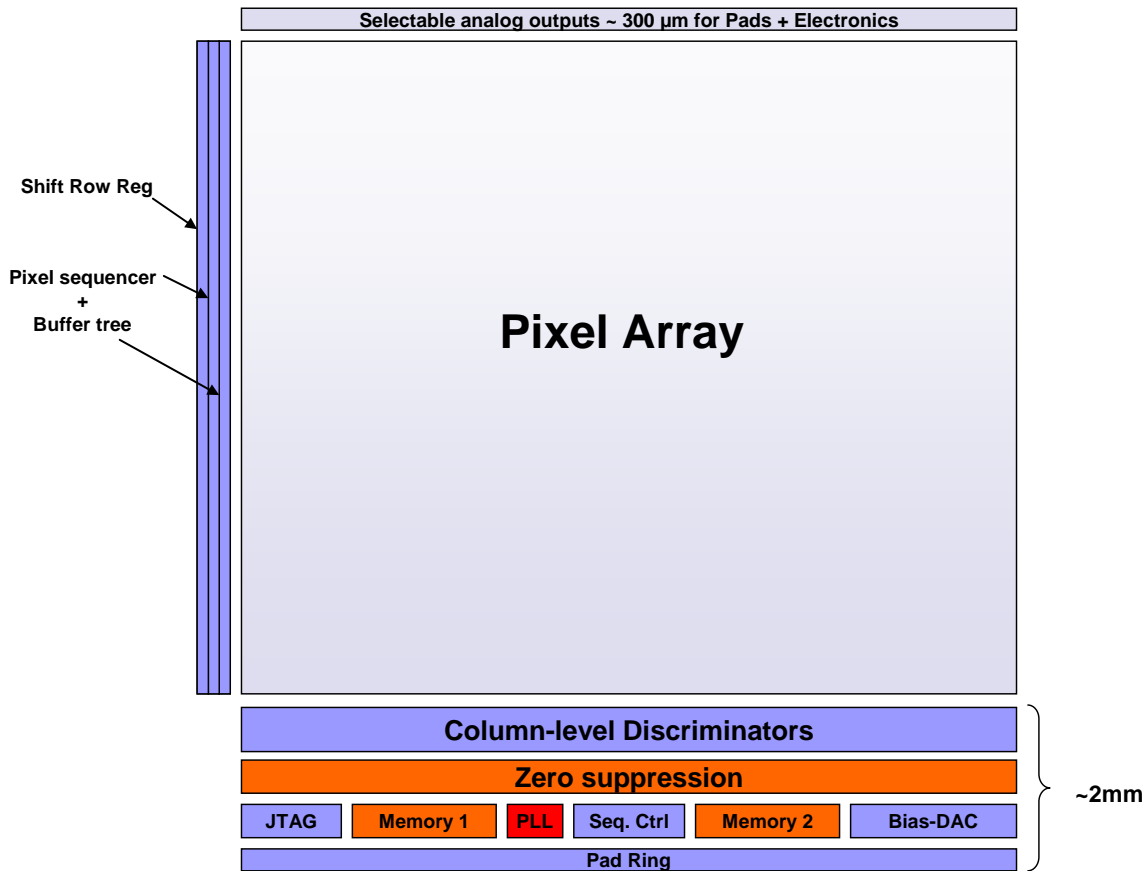 Selectable analog outputs ~ 300 µm for Pads + Electronics
Shift Row Reg
Pixel sequencer
+
Buffer tree
Pixel Array
Column-level Discriminators
Zero suppression
~2mm
JTAG
Memory 1
PLL
Seq. Ctrl
Memory 2
Bias-DAC
Pad Ring